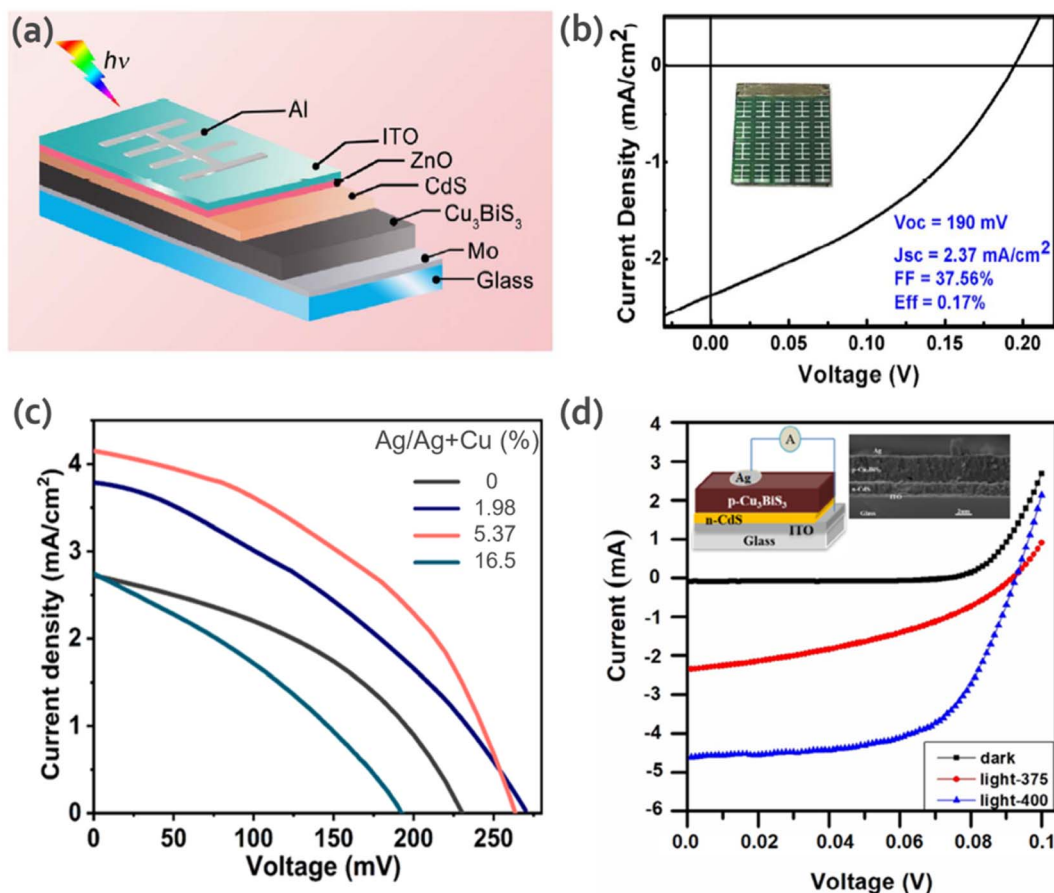 (a)
hν
Al
ITO
ZnO
CdS
Cu₃BiS₃
Mo
Glass
(b)
Current Density (mA/cm²)
0
-1
-2
Voc = 190 mV
Jsc = 2.37 mA/cm²
FF = 37.56%
Eff = 0.17%
0.00 0.05 0.10 0.15 0.20
Voltage (V)
(c)
Current density (mA/cm²)
4
3
2
1
0
Ag/Ag+Cu (%)
0
1.98
5.37
16.5
0 50 100 150 200 250
Voltage (mV)
(d)
Current (mA)
4
3
2
1
0
-1
-2
-3
-4
-5
-6
A
Ag
p-Cu₃BiS₃
n-CdS
ITO
Glass
Ag
p-Cu₃BiS₃
n-CdS
ITO
Glass
dark
light-375
light-400
0.0 0.02 0.04 0.06 0.08 0.1
Voltage (V)